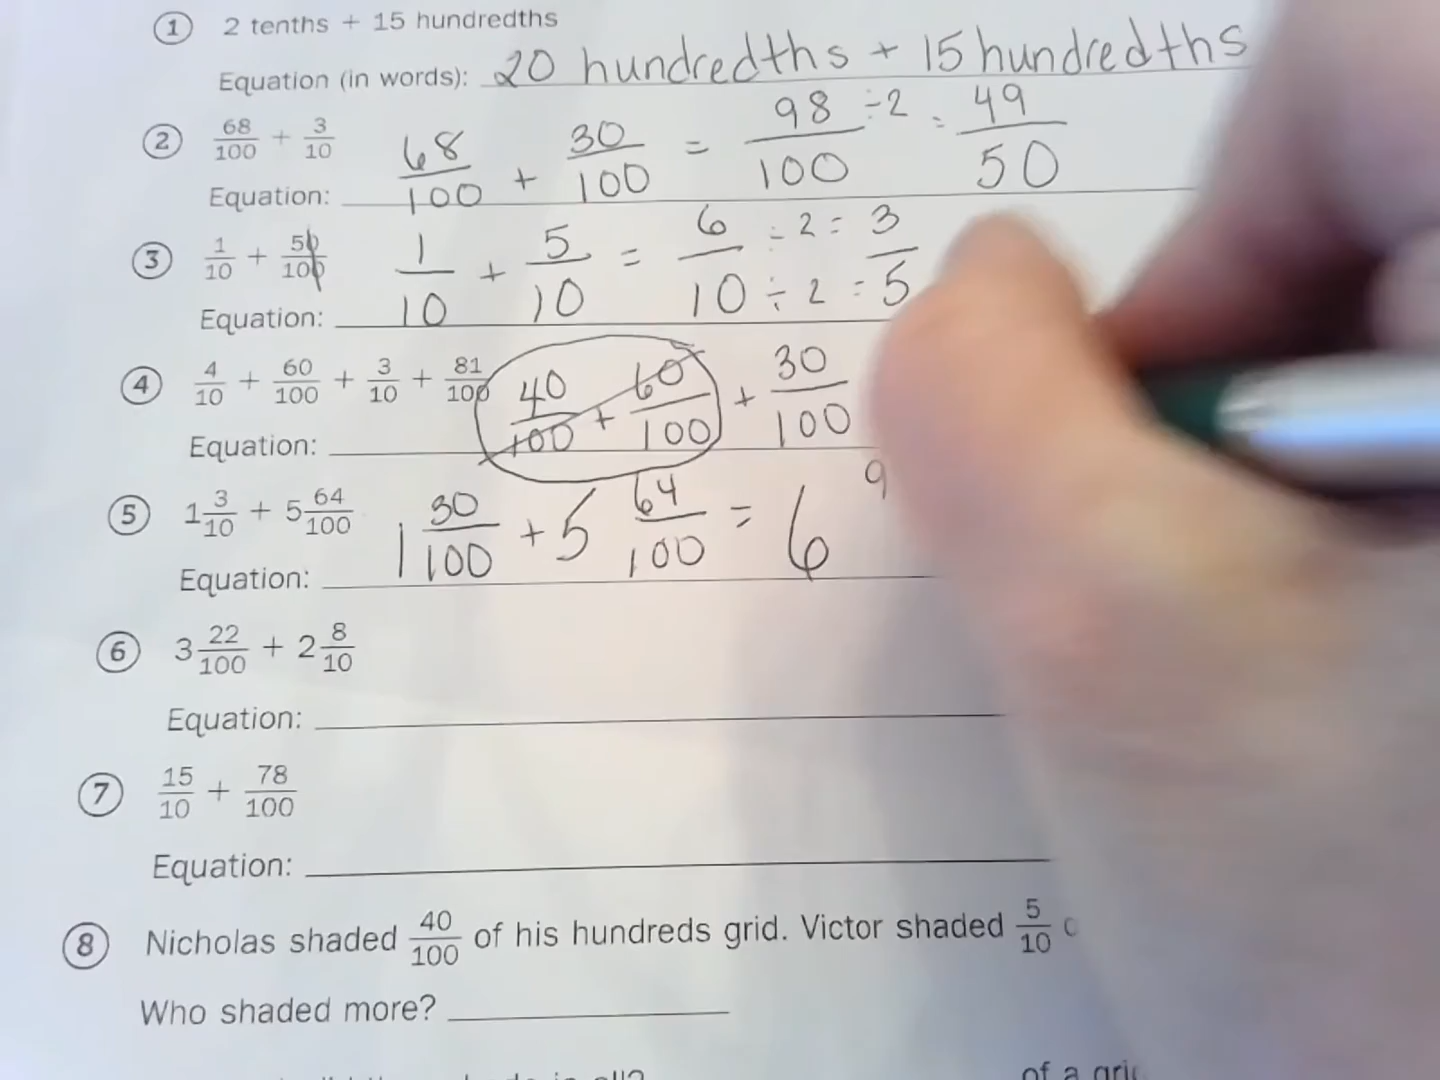 1 2 tenths + 15 hundredths
Equation (in words): 20 hundredths + 15 hundredths
2 68/100 + 3/10
Equation: 68/100 + 30/100 = 98/100 ÷2 = 49/50
3 1/10 + 50/100
Equation: 1/10 + 5/10 = 6/10 ÷ 2 = 3 ÷ 2 = 5
4 4/10 + 60/100 + 3/10 + 81/100
Equation: 40/100 + 60/100 + 30/100
5 1 3/10 + 5 64/100
Equation: 1 30/100 + 5 64/100 = 6 9
6 3 22/100 + 2 8/10
Equation:
7 15/10 + 78/100
Equation:
8 Nicholas shaded 40/100 of his hundreds grid. Victor shaded 5/10
Who shaded more?
of a gri